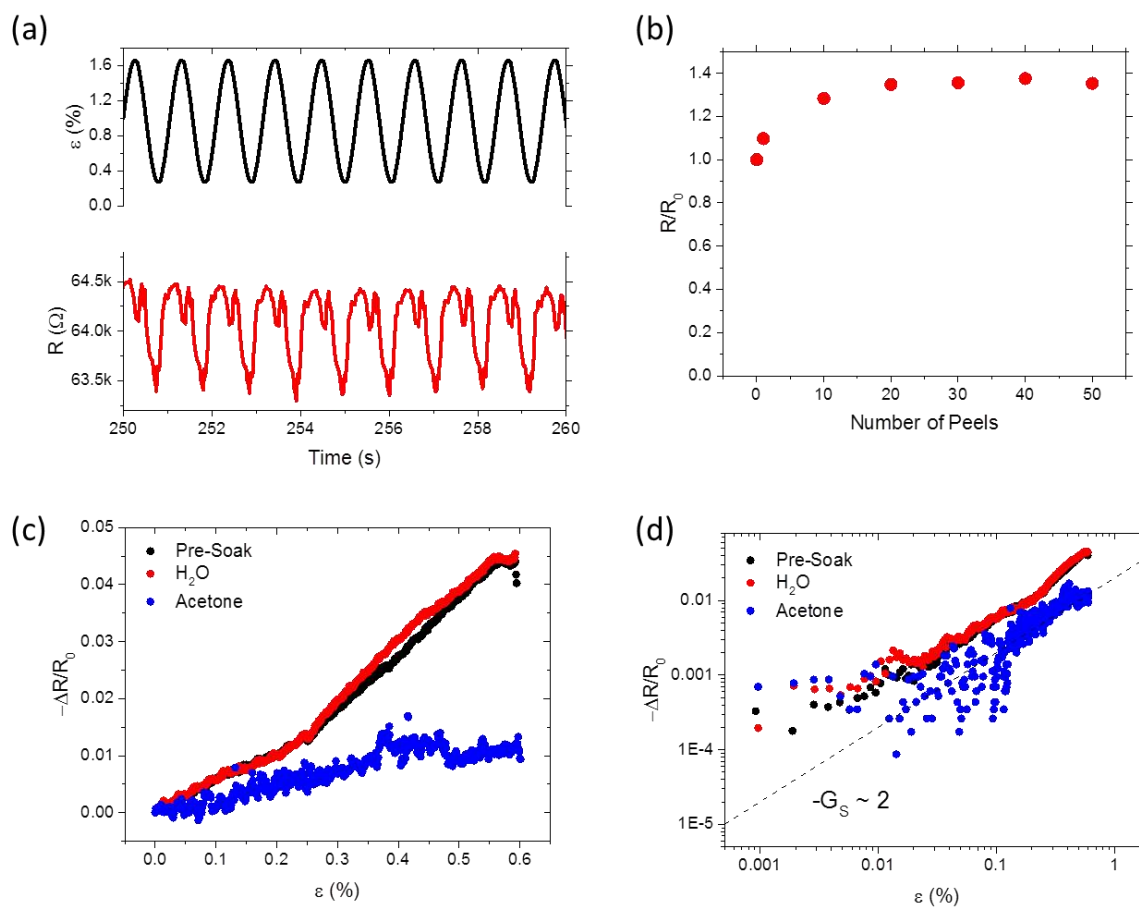 (a)
1.6
1.2
0.8
0.4
0.0
ε (%)
64.5k
64.0k
63.5k
R (Ω)
250 252 254 256 258 260
Time (s)
(b)
1.4
1.2
1.0
0.8
0.6
0.4
0.2
0.0
R/R₀
0 10 20 30 40 50
Number of Peels
(c)
0.05
0.04
0.03
0.02
0.01
0.00
−ΔR/R₀
Pre-Soak
H₂O
Acetone
0.0 0.1 0.2 0.3 0.4 0.5 0.6
ε (%)
(d)
0.01
0.001
1E-4
1E-5
−ΔR/R₀
Pre-Soak
H₂O
Acetone
-G_S ~ 2
0.001 0.01 0.1 1
ε (%)